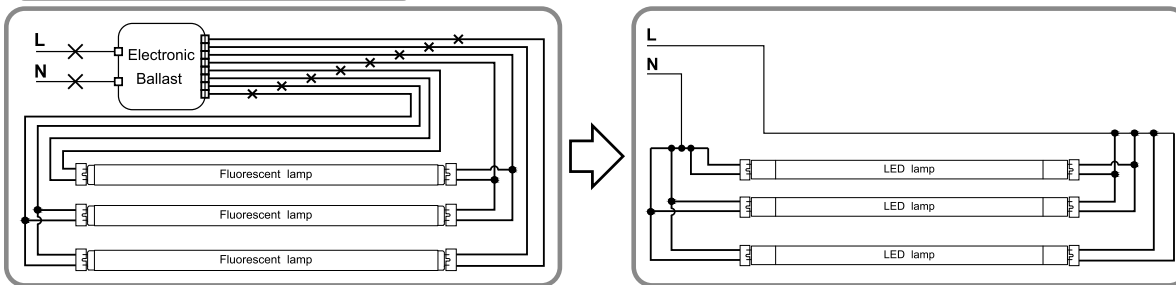 L
N
Electronic
Ballast
Fluorescent lamp
Fluorescent lamp
Fluorescent lamp
L
N
LED lamp
LED lamp
LED lamp